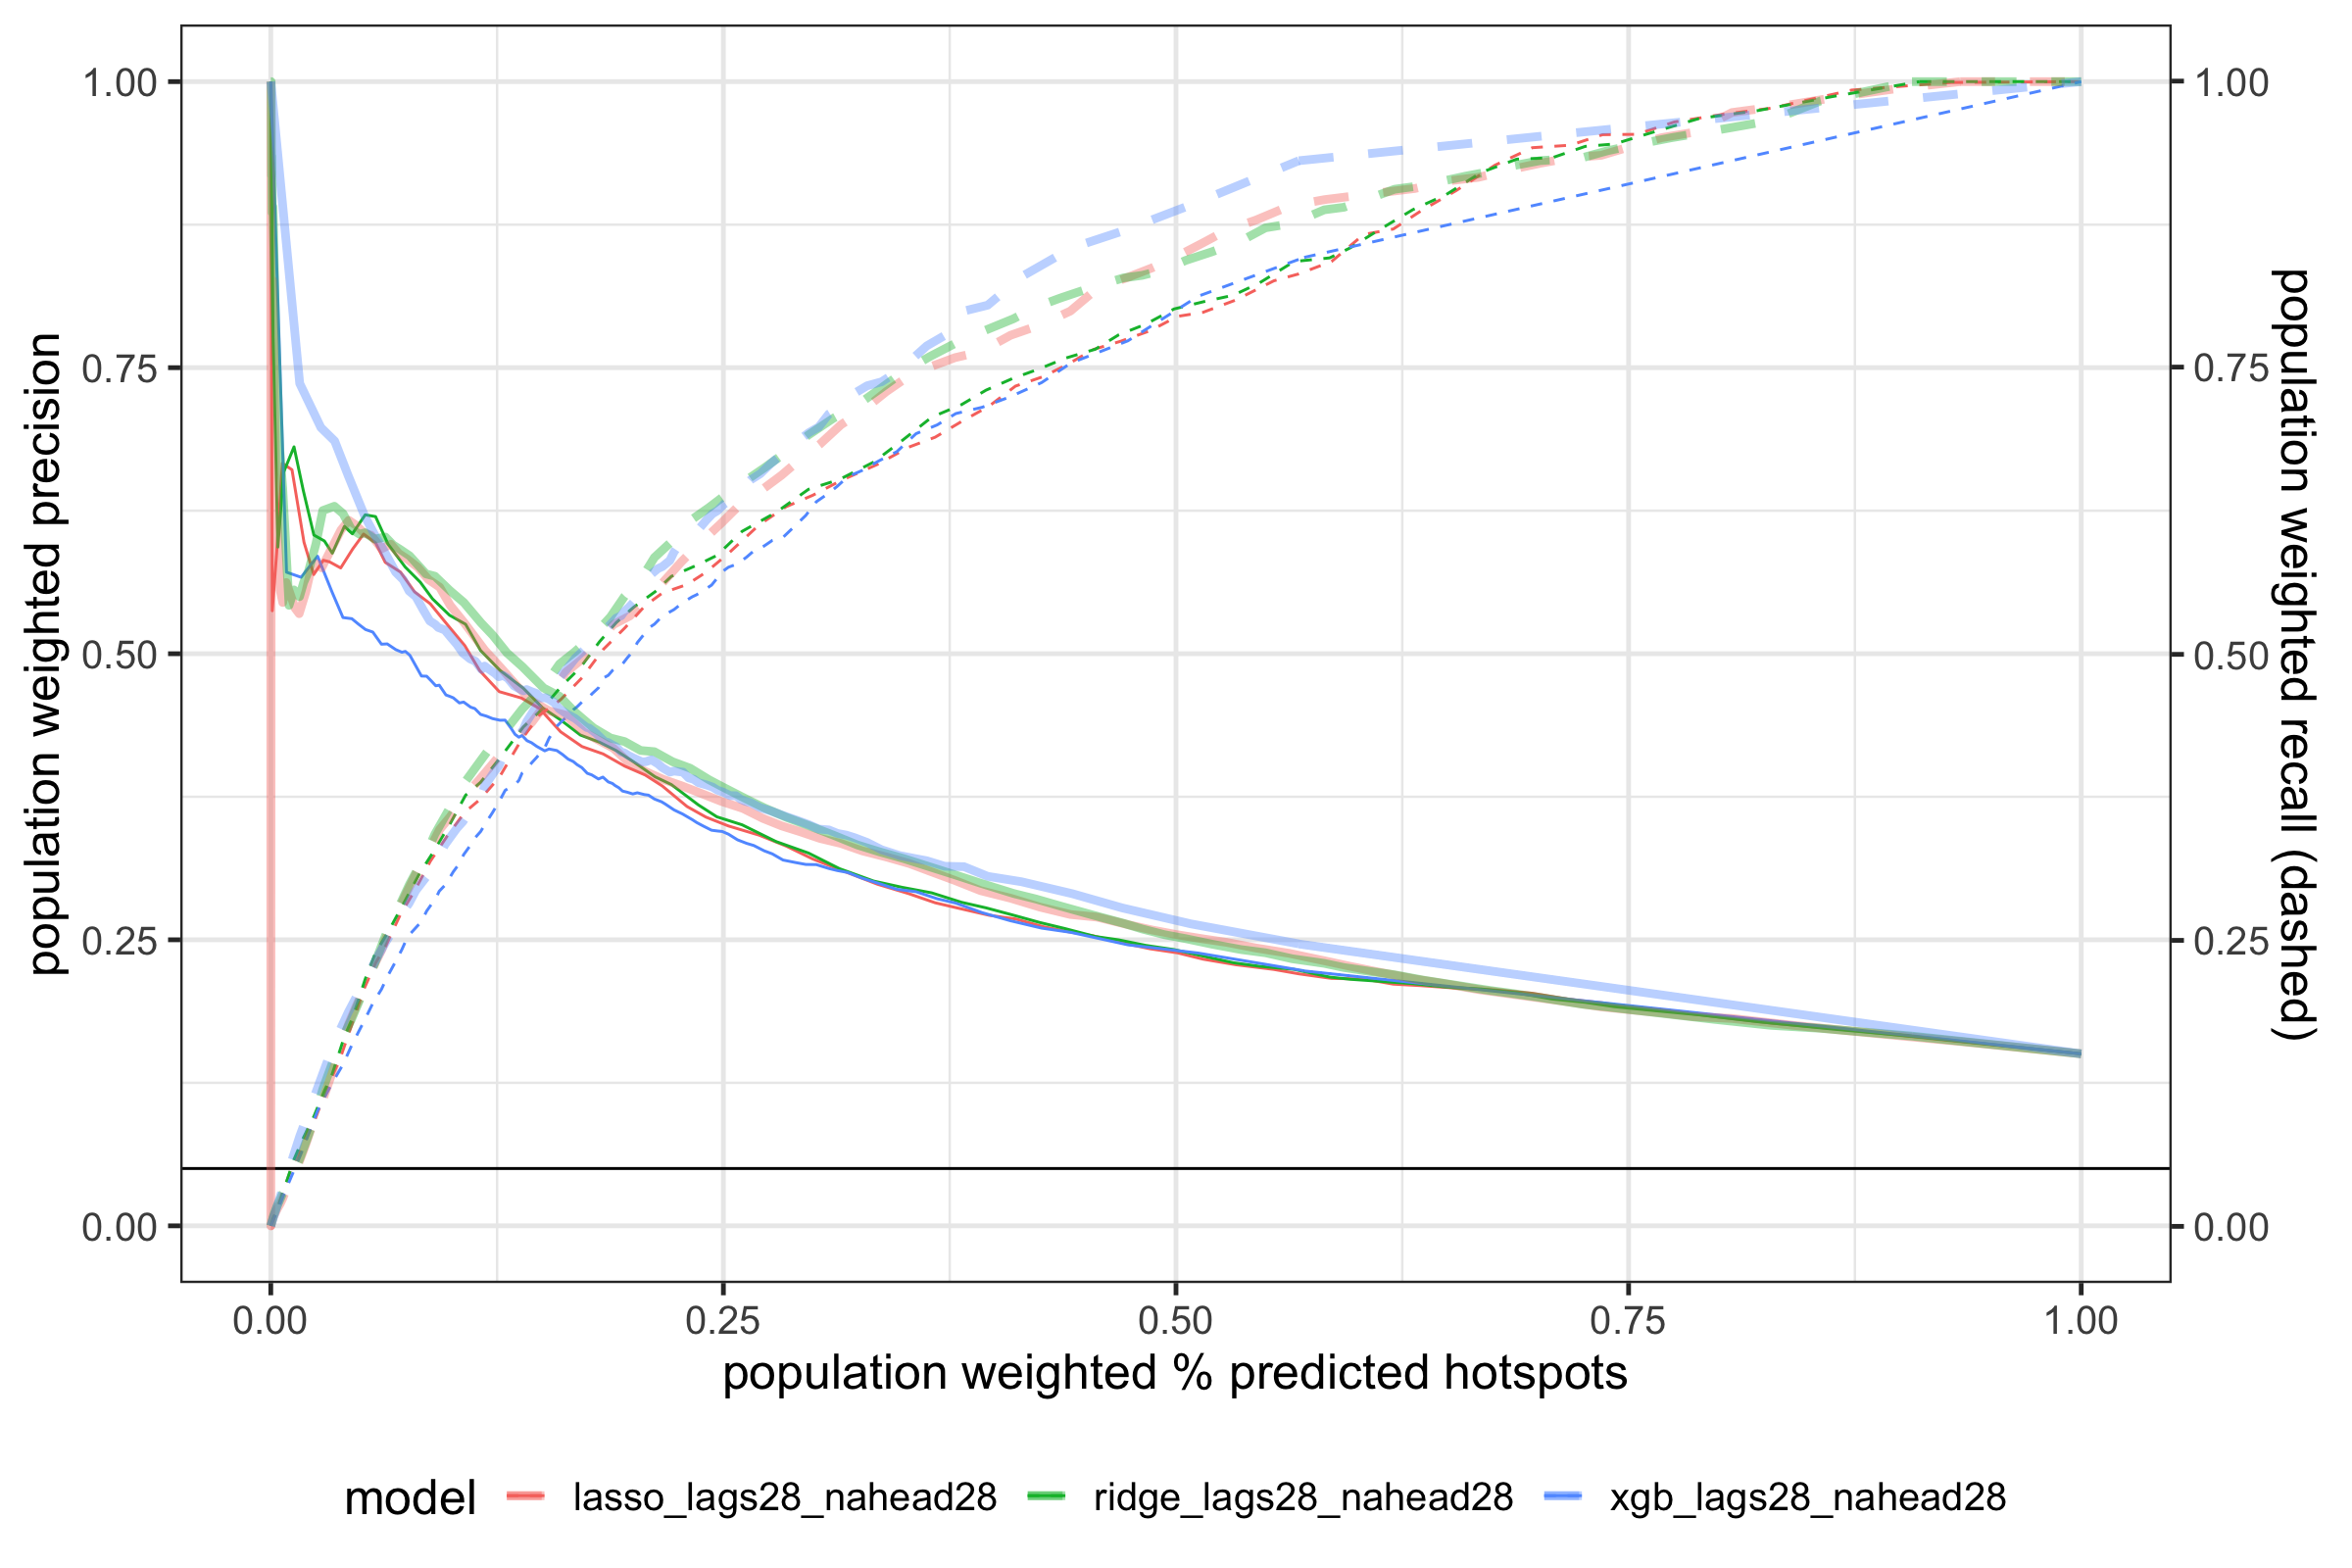 population weighted precision
1.00
0.75
0.50
0.25
0.00
1.00
0.75
0.50
0.25
0.00
population weighted recall (dashed)
0.00 0.25 0.50 0.75 1.00
population weighted % predicted hotspots
model lasso_lags28_nahead28 ridge_lags28_nahead28 xgb_lags28_nahead28